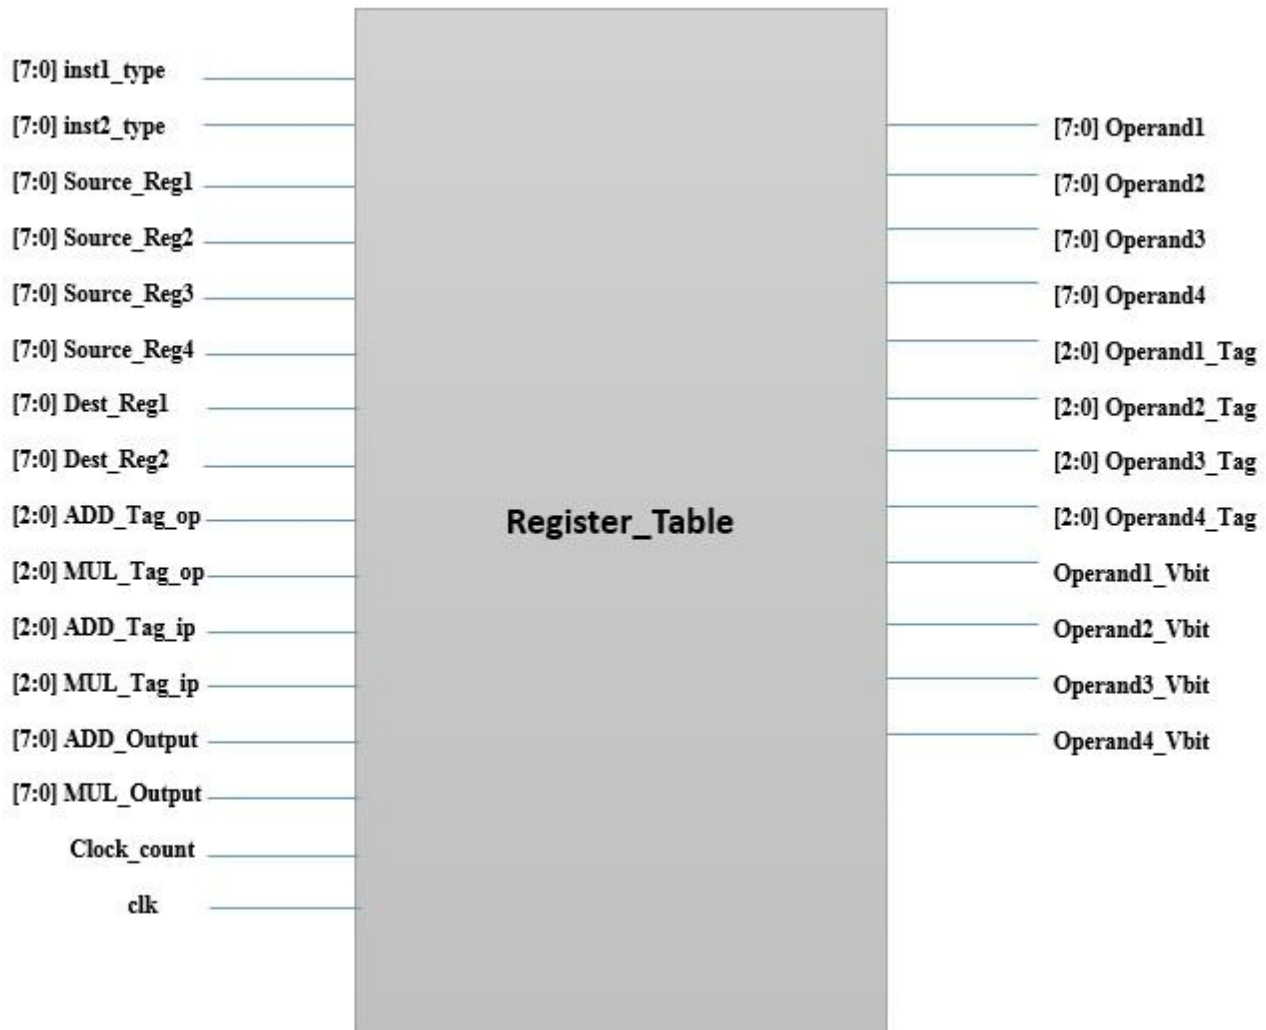 [7:0] inst1_type
[7:0] inst2_type
[7:0] Source_Reg1
[7:0] Source_Reg2
[7:0] Source_Reg3
[7:0] Source_Reg4
[7:0] Dest_Reg1
[7:0] Dest_Reg2
[2:0] ADD_Tag_op
[2:0] MUL_Tag_op
[2:0] ADD_Tag_ip
[2:0] MUL_Tag_ip
[7:0] ADD_Output
[7:0] MUL_Output
Clock_count
clk
Register_Table
[7:0] Operand1
[7:0] Operand2
[7:0] Operand3
[7:0] Operand4
[2:0] Operand1_Tag
[2:0] Operand2_Tag
[2:0] Operand3_Tag
[2:0] Operand4_Tag
Operand1_Vbit
Operand2_Vbit
Operand3_Vbit
Operand4_Vbit